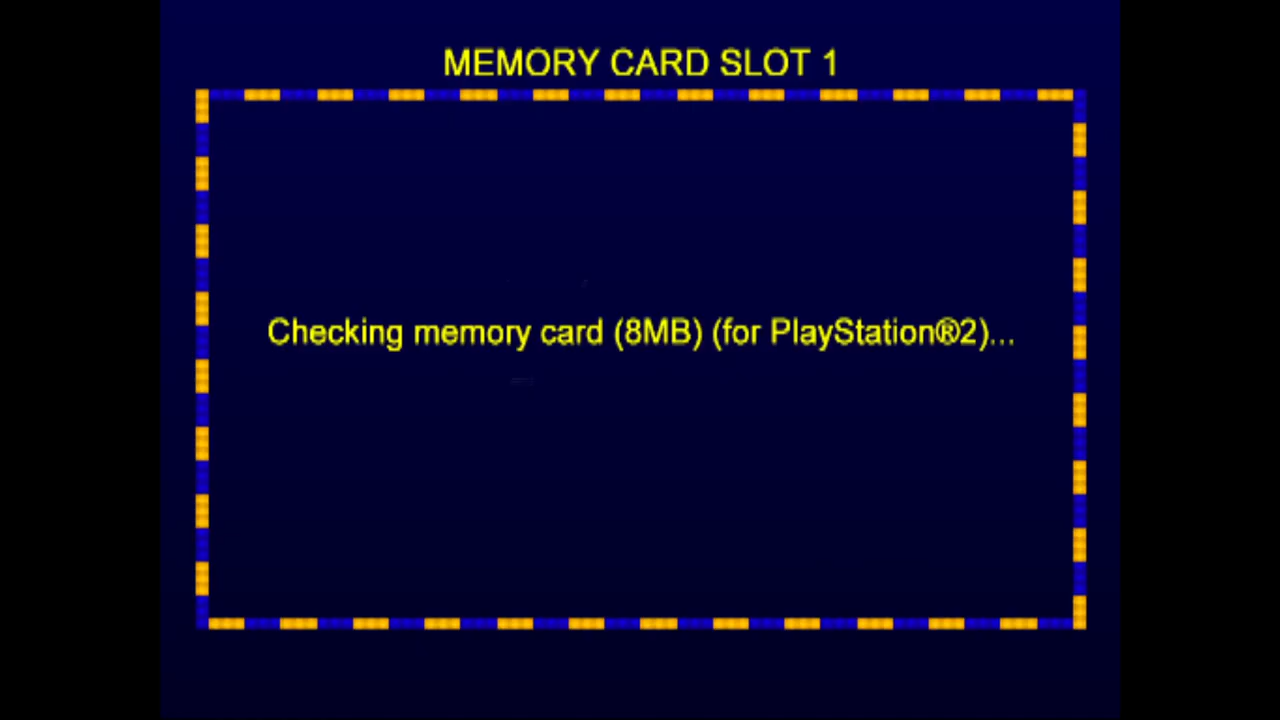 MEMORY CARD SLOT 1
Checking memory card (8MB) (for PlayStation®2)...